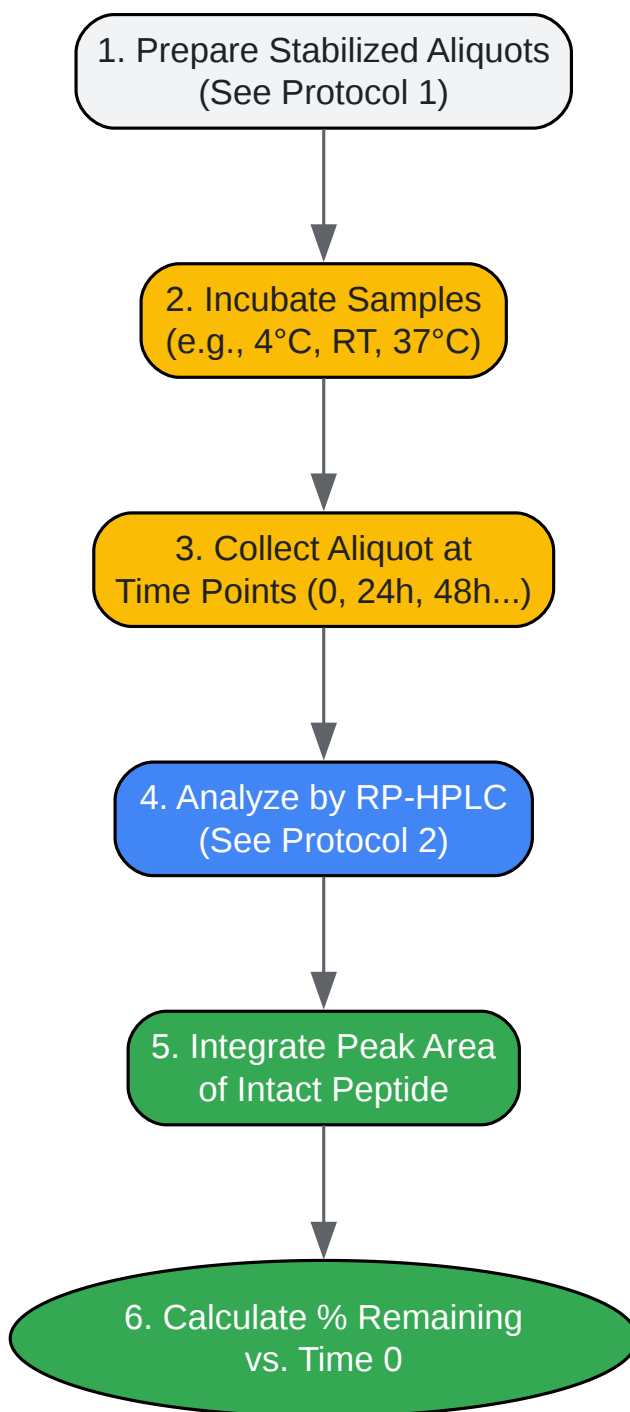 1. Prepare Stabilized Aliquots
(See Protocol 1)
2. Incubate Samples
(e.g., 4°C, RT, 37°C)
3. Collect Aliquot at
Time Points (0, 24h, 48h...)
4. Analyze by RP-HPLC
(See Protocol 2)
5. Integrate Peak Area
of Intact Peptide
6. Calculate % Remaining
vs. Time 0